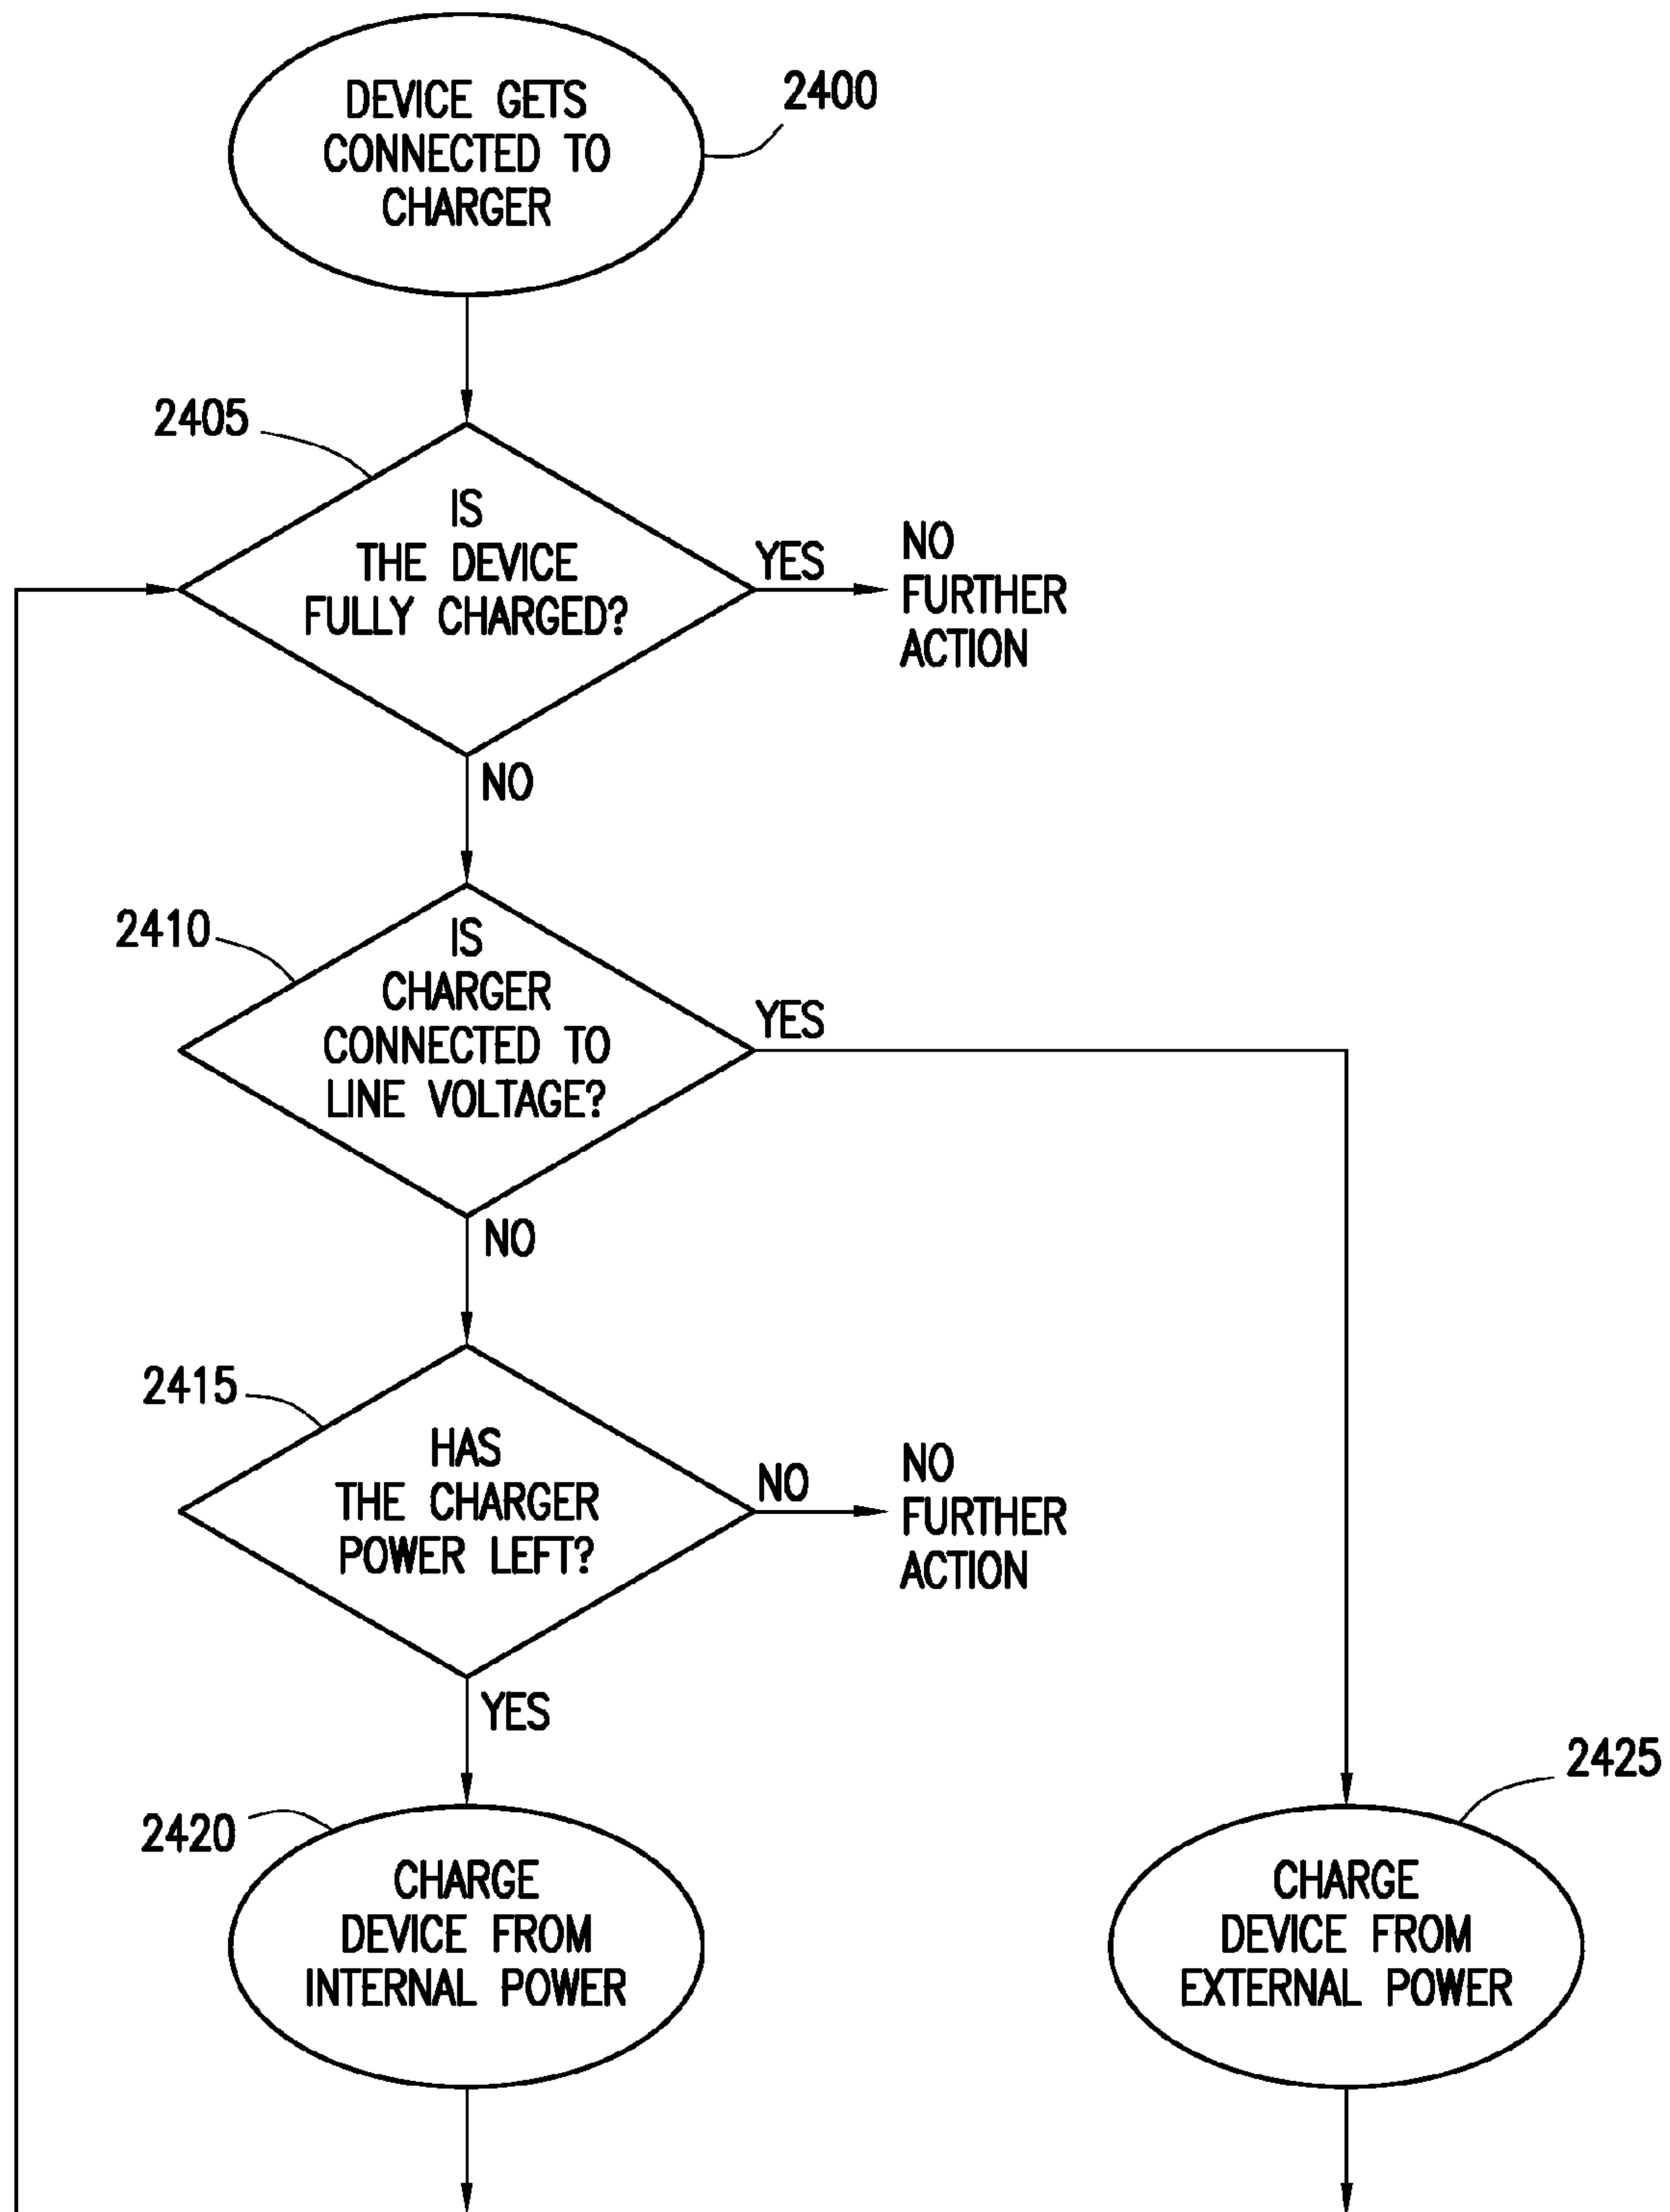 DEVICE GETS
CONNECTED TO
CHARGER
2400
2405
IS
THE DEVICE
FULLY CHARGED?
YES
NO
FURTHER
ACTION
NO
2410
IS
CHARGER
CONNECTED TO
LINE VOLTAGE?
YES
NO
2415
HAS
THE CHARGER
POWER LEFT?
NO
NO
FURTHER
ACTION
YES
2420
CHARGE
DEVICE FROM
INTERNAL POWER
2425
CHARGE
DEVICE FROM
EXTERNAL POWER